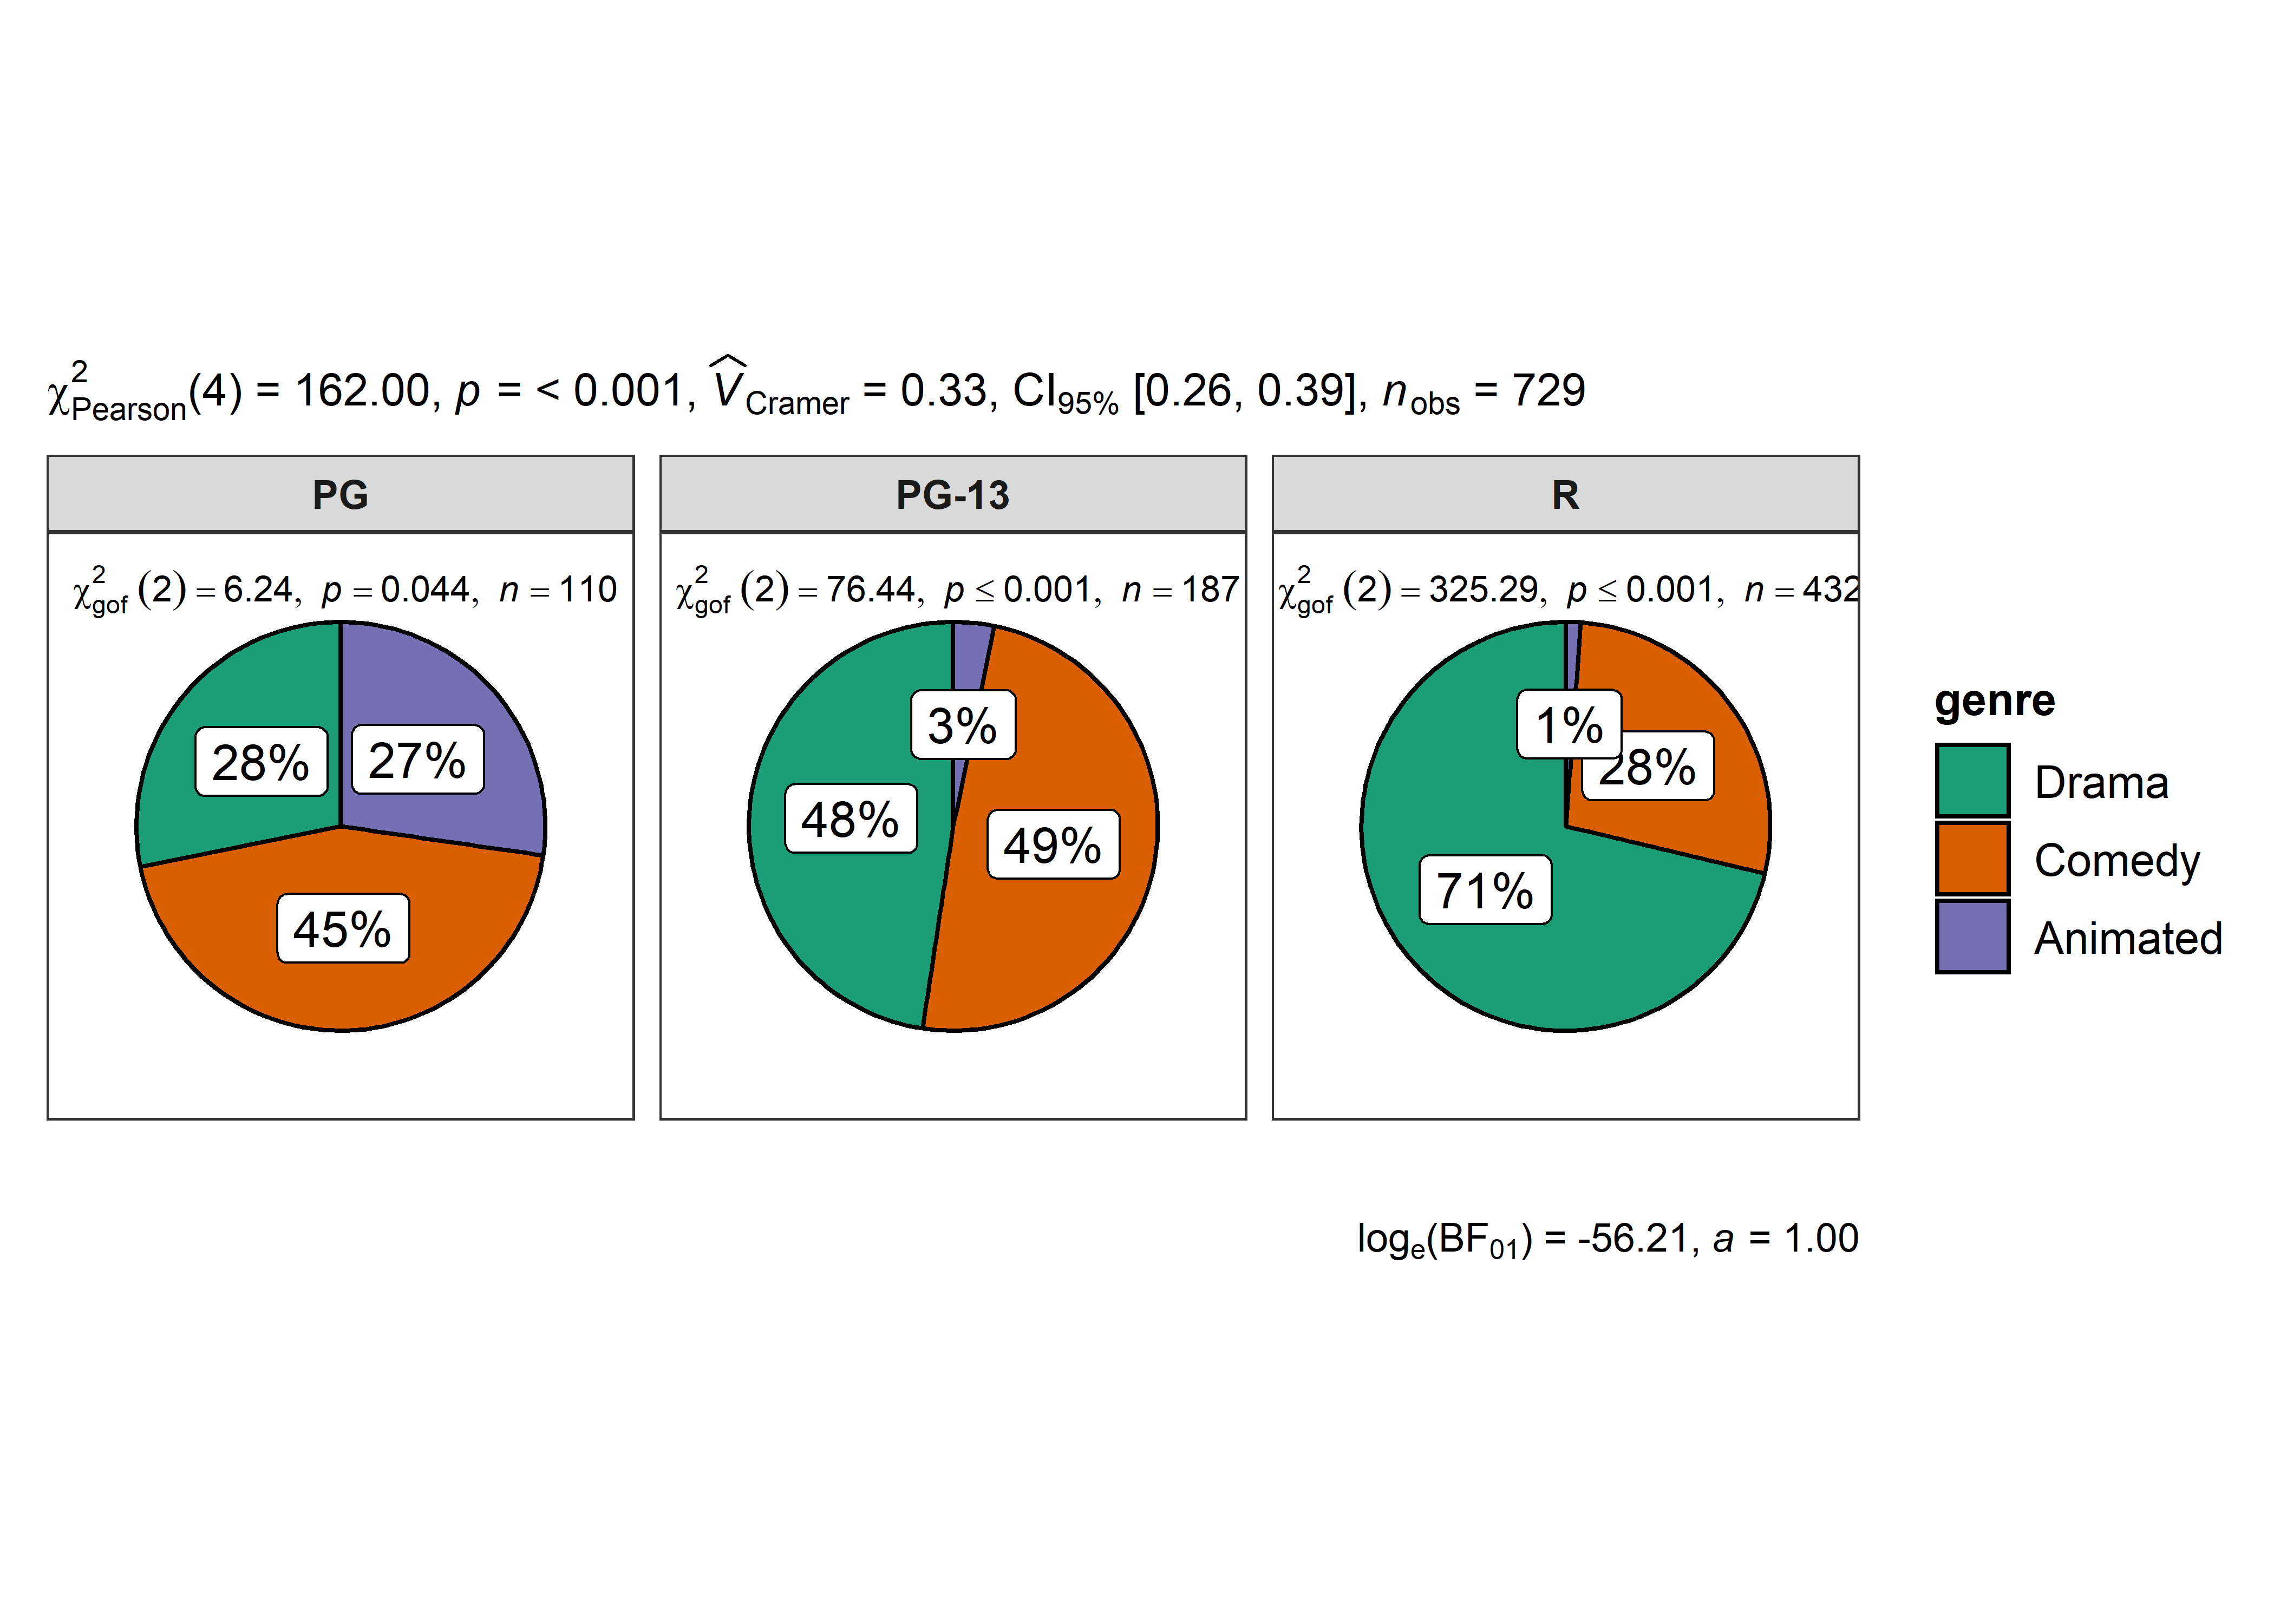 χ²Pearson(4) = 162.00, p = < 0.001, V̂Cramer = 0.33, CI95% [0.26, 0.39], nobs = 729
PG
PG-13
R
χ²gof (2) = 6.24, p = 0.044, n = 110
χ²gof (2) = 76.44, p ≤ 0.001, n = 187
χ²gof (2) = 325.29, p ≤ 0.001, n = 432
28%
27%
45%
3%
48%
49%
1%
28%
71%
genre
Drama
Comedy
Animated
loge(BF01) = -56.21, a = 1.00